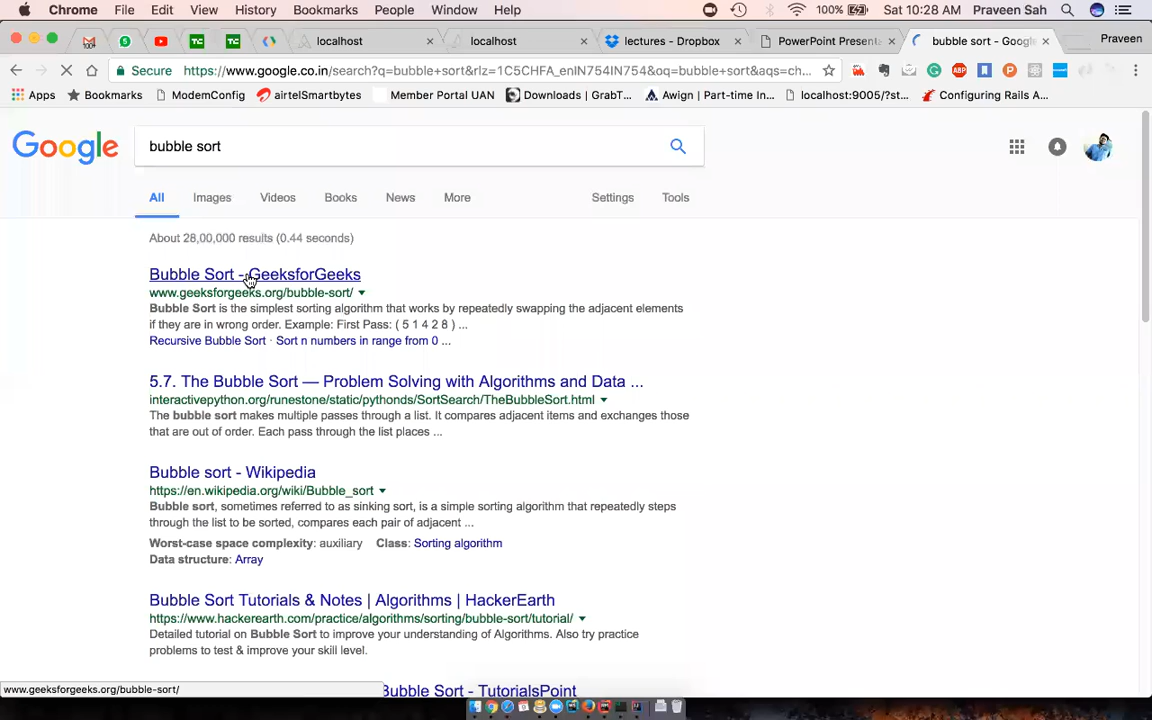 Chrome File Edit View History Bookmarks People Window Help 100% Sat 10:28 AM Praveen Sah
localhost localhost lectures - Dropbox PowerPoint Present bubble sort - Goog Praveen
Secure https://www.google.co.in/search?q=bubble+sort&rlz=1C5CHFA_enIN754IN754&oq=bubble+sort&aqs=ch...
Apps Bookmarks ModemConfig airtelSmartbytes Member Portal UAN Downloads | GrabT... Awign | Part-time In... localhost:9005/?st... Configuring Rails A...
Google bubble sort
All Images Videos Books News More Settings Tools
About 28,00,000 results (0.44 seconds)
Bubble Sort - GeeksforGeeks
www.geeksforgeeks.org/bubble-sort/
Bubble Sort is the simplest sorting algorithm that works by repeatedly swapping the adjacent elements
if they are in wrong order. Example: First Pass: ( 5 1 4 2 8 ) ...
Recursive Bubble Sort · Sort n numbers in range from 0 ...
5.7. The Bubble Sort — Problem Solving with Algorithms and Data ...
interactivepython.org/runestone/static/pythonds/SortSearch/TheBubbleSort.html
The bubble sort makes multiple passes through a list. It compares adjacent items and exchanges those
that are out of order. Each pass through the list places ...
Bubble sort - Wikipedia
https://en.wikipedia.org/wiki/Bubble_sort
Bubble sort, sometimes referred to as sinking sort, is a simple sorting algorithm that repeatedly steps
through the list to be sorted, compares each pair of adjacent ...
Worst-case space complexity: auxiliary Class: Sorting algorithm
Data structure: Array
Bubble Sort Tutorials & Notes | Algorithms | HackerEarth
https://www.hackerearth.com/practice/algorithms/sorting/bubble-sort/tutorial/
Detailed tutorial on Bubble Sort to improve your understanding of Algorithms. Also try practice
problems to test & improve your skill level.
Bubble Sort - TutorialsPoint
www.geeksforgeeks.org/bubble-sort/